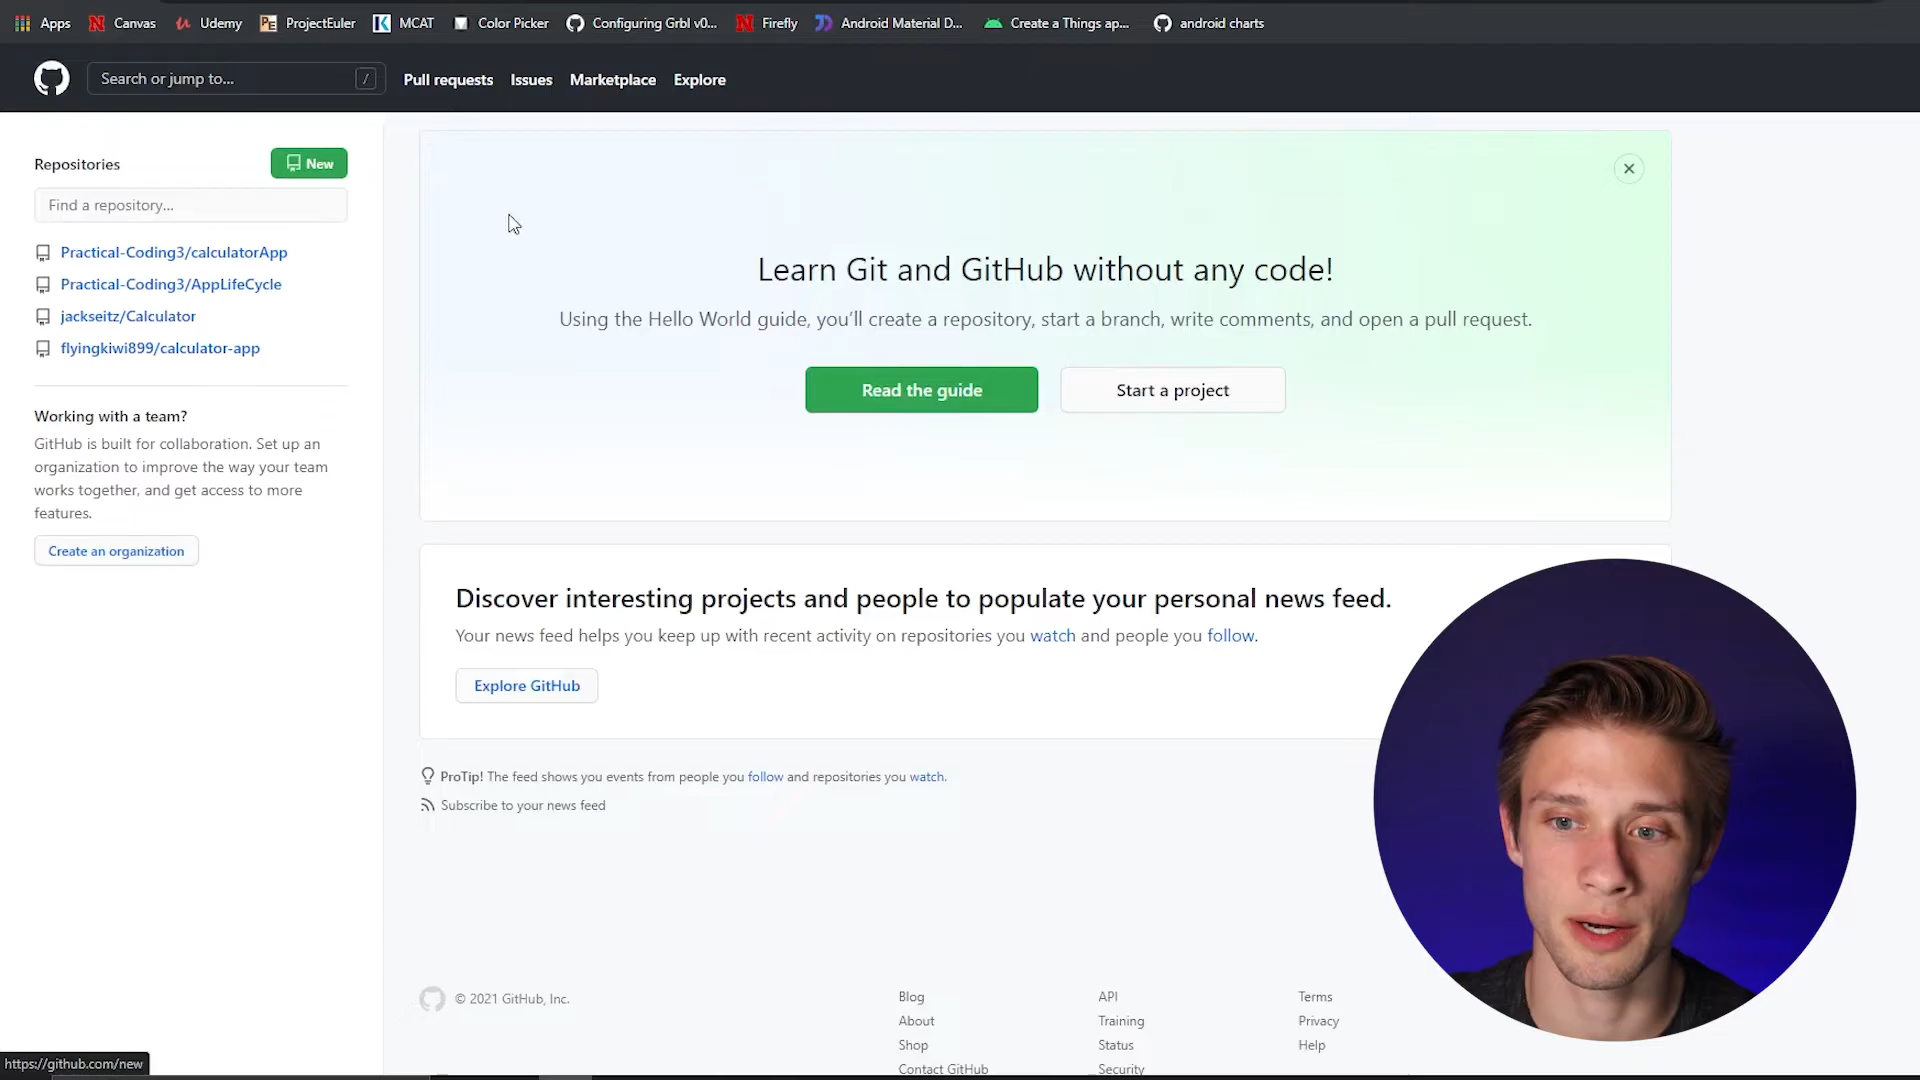 Apps Canvas Udemy ProjectEuler MCAT Color Picker Configuring Grbl v0... Firefly Android Material D... Create a Things ap... android charts
Search or jump to... / Pull requests Issues Marketplace Explore
Repositories New
Find a repository...
Practical-Coding3/calculatorApp
Practical-Coding3/AppLifeCycle
jackseitz/Calculator
flyingkiwi899/calculator-app
Working with a team?
GitHub is built for collaboration. Set up an
organization to improve the way your team
works together, and get access to more
features.
Create an organization
Learn Git and GitHub without any code!
Using the Hello World guide, you’ll create a repository, start a branch, write comments, and open a pull request.
Read the guide Start a project
Discover interesting projects and people to populate your personal news feed.
Your news feed helps you keep up with recent activity on repositories you watch and people you follow.
Explore GitHub
ProTip! The feed shows you events from people you follow and repositories you watch.
Subscribe to your news feed
© 2021 GitHub, Inc.
Blog
About
Shop
Contact GitHub
API
Training
Status
Security
Terms
Privacy
Help
https://github.com/new